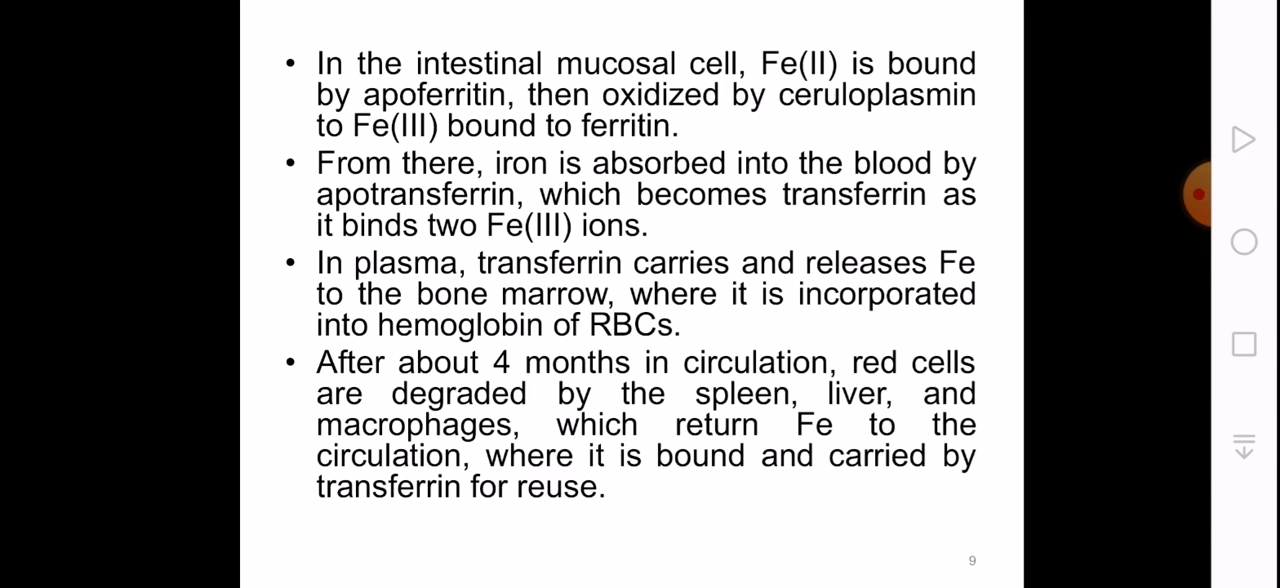 • In the intestinal mucosal cell, Fe(II) is bound
by apoferritin, then oxidized by ceruloplasmin
to Fe(III) bound to ferritin.
• From there, iron is absorbed into the blood by
apotransferrin, which becomes transferrin as
it binds two Fe(III) ions.
• In plasma, transferrin carries and releases Fe
to the bone marrow, where it is incorporated
into hemoglobin of RBCs.
• After about 4 months in circulation, red cells
are degraded by the spleen, liver, and
macrophages, which return Fe to the
circulation, where it is bound and carried by
transferrin for reuse.
9